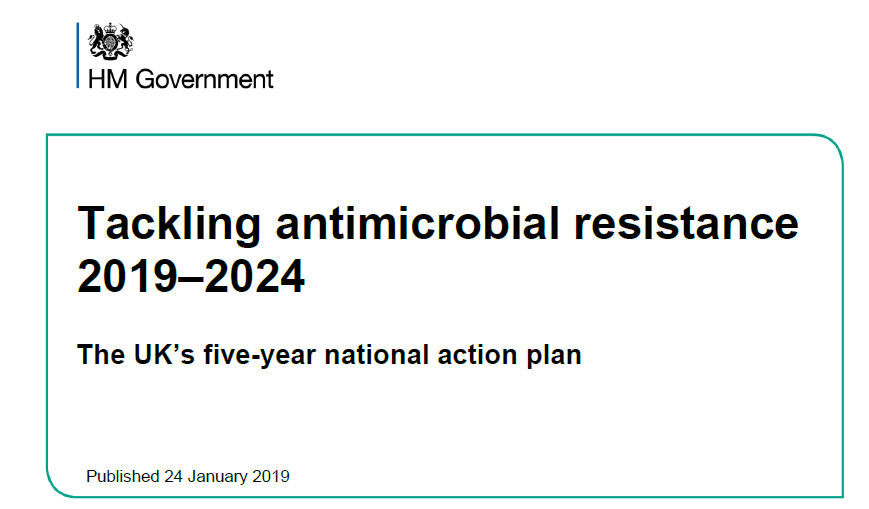 HM Government
Tackling antimicrobial resistance
2019–2024
The UK's five-year national action plan
Published 24 January 2019